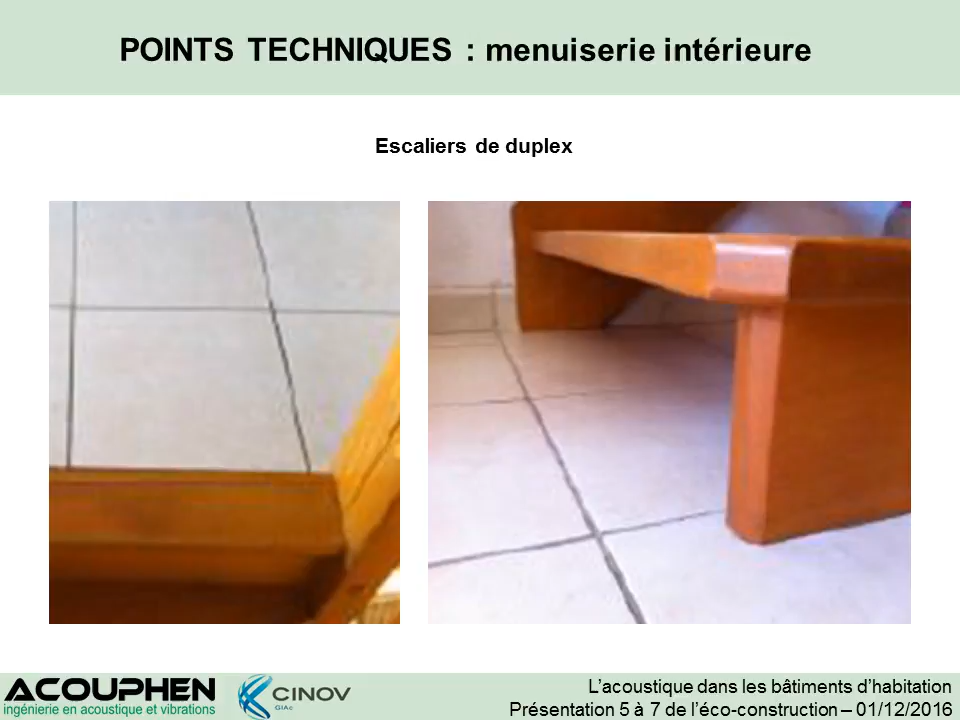 POINTS TECHNIQUES : menuiserie intérieure
Escaliers de duplex
ACOUPHEN
ingénierie en acoustique et vibrations
CINOV
GIAc
L’acoustique dans les bâtiments d’habitation
Présentation 5 à 7 de l’éco-construction – 01/12/2016